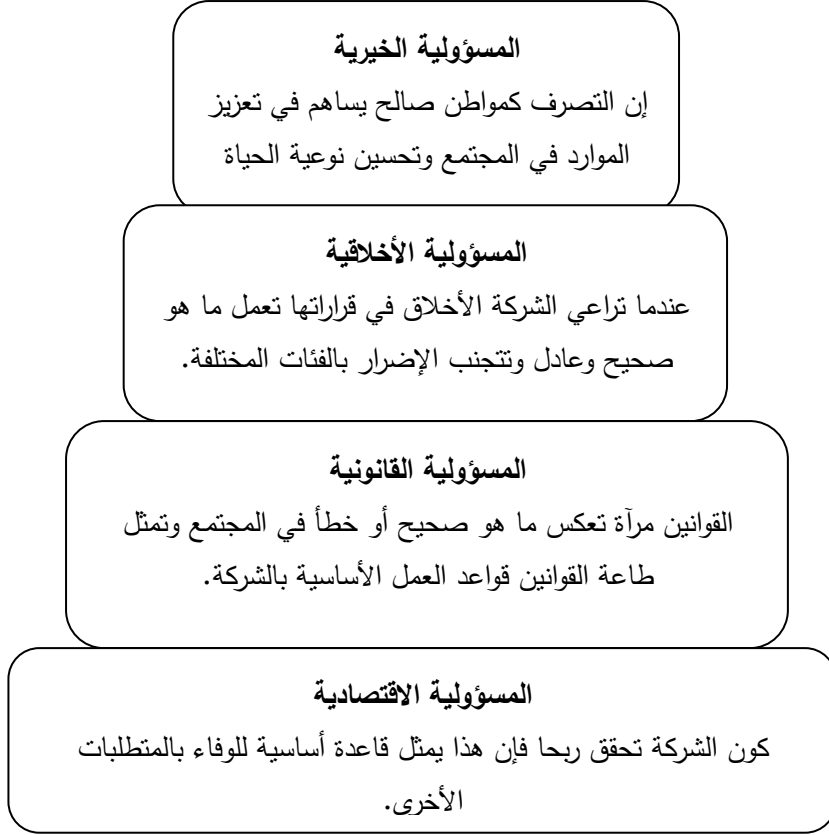 المسؤولية الخيرية
إن التصرف كمواطن صالح يساهم في تعزيز
الموارد في المجتمع وتحسين نوعية الحياة
المسؤولية الأخلاقية
عندما تراعي الشركة الأخلاق في قراراتها تعمل ما هو
صحيح وعادل وتتجنب الإضرار بالفئات المختلفة.
المسؤولية القانونية
القوانين مرآة تعكس ما هو صحيح أو خطأ في المجتمع وتمثل
طاعة القوانين قواعد العمل الأساسية بالشركة.
المسؤولية الاقتصادية
كون الشركة تحقق ربحا فإن هذا يمثل قاعدة أساسية للوفاء بالمتطلبات
الأخرى.